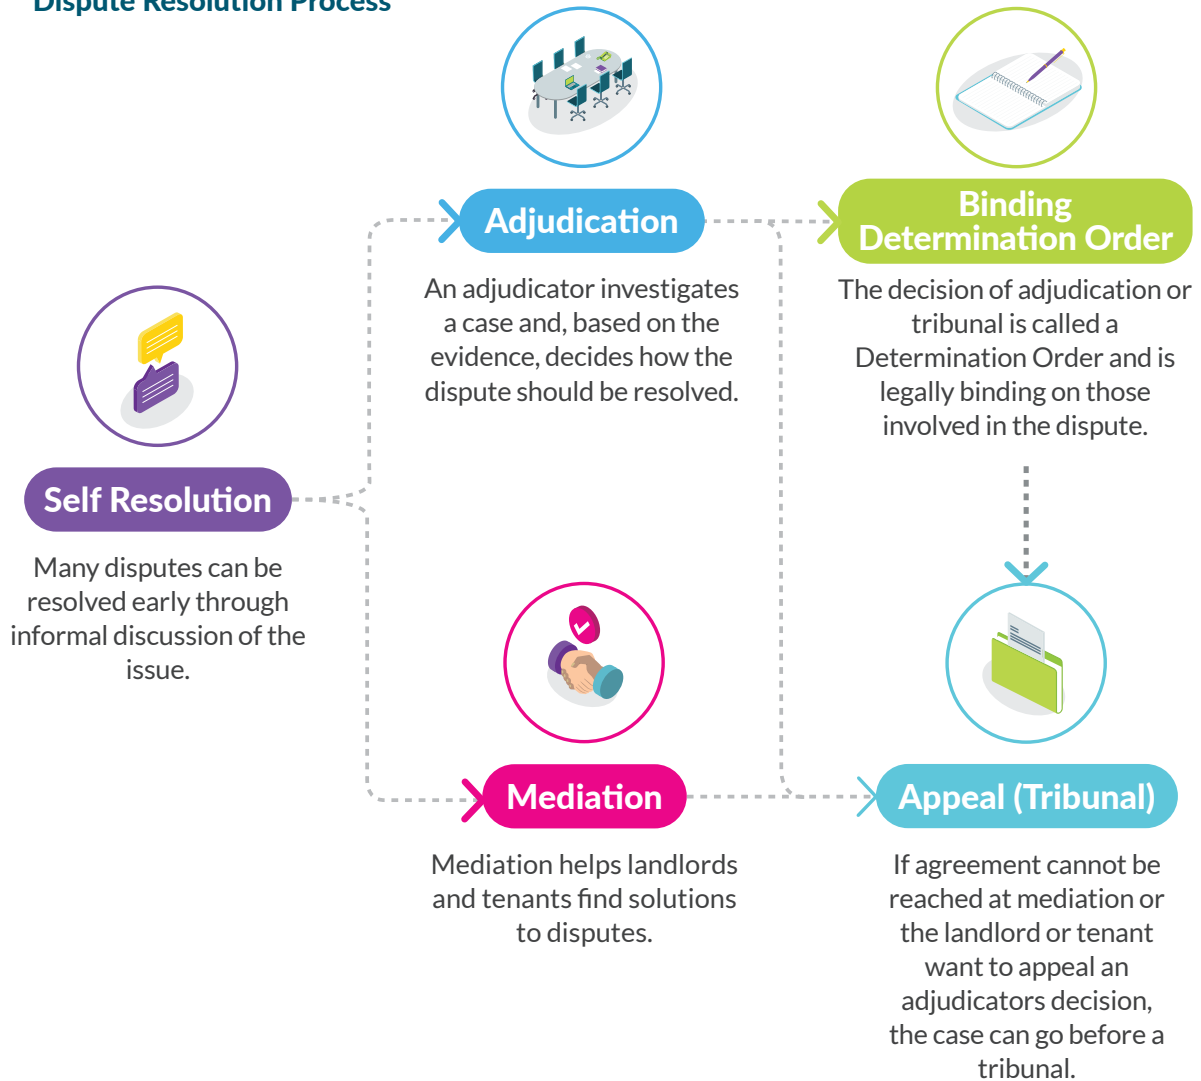 Dispute Resolution Process
Adjudication
An adjudicator investigates
a case and, based on the
evidence, decides how the
dispute should be resolved.
Binding
Determination Order
The decision of adjudication or
tribunal is called a
Determination Order and is
legally binding on those
involved in the dispute.
Self Resolution
Many disputes can be
resolved early through
informal discussion of the
issue.
Mediation
Mediation helps landlords
and tenants find solutions
to disputes.
Appeal (Tribunal)
If agreement cannot be
reached at mediation or
the landlord or tenant
want to appeal an
adjudicators decision,
the case can go before a
tribunal.